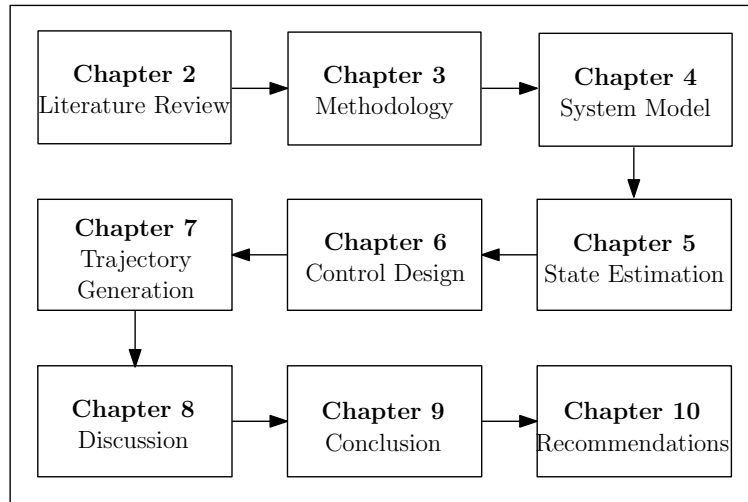 Chapter 2
Literature Review
Chapter 3
Methodology
Chapter 4
System Model
Chapter 7
Trajectory
Generation
Chapter 6
Control Design
Chapter 5
State Estimation
Chapter 8
Discussion
Chapter 9
Conclusion
Chapter 10
Recommendations